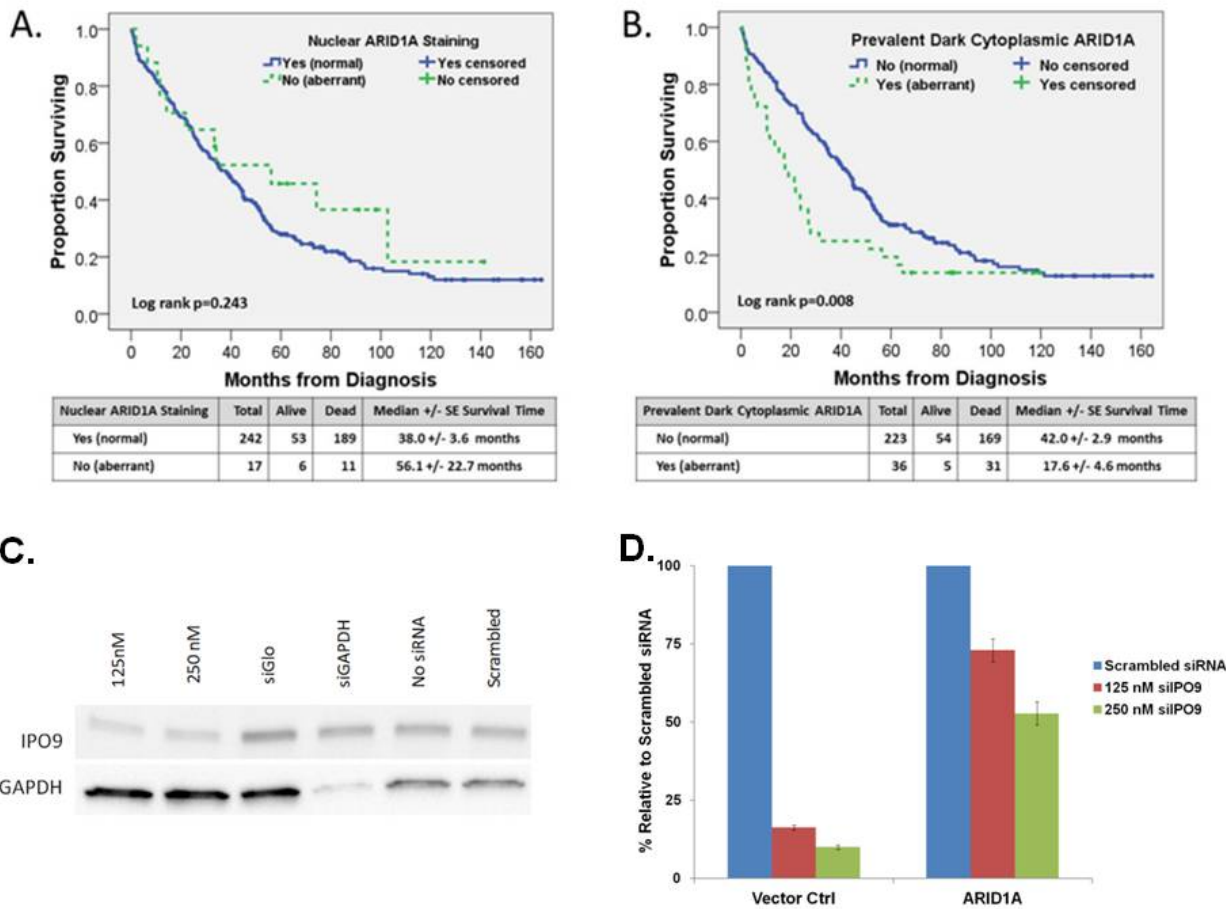 A.
Nuclear ARID1A Staining
Yes (normal) Yes censored
No (aberrant) No censored
Proportion Surviving
1.0
0.8
0.6
0.4
0.2
0.0
Log rank p=0.243
0 20 40 60 80 100 120 140 160
Months from Diagnosis
Nuclear ARID1A Staining Total Alive Dead Median +/- SE Survival Time
Yes (normal) 242 53 189 38.0 +/- 3.6 months
No (aberrant) 17 6 11 56.1 +/- 22.7 months
B.
Prevalent Dark Cytoplasmic ARID1A
No (normal) No censored
Yes (aberrant) Yes censored
Proportion Surviving
1.0
0.8
0.6
0.4
0.2
0.0
Log rank p=0.008
0 20 40 60 80 100 120 140 160
Months from Diagnosis
Prevalent Dark Cytoplasmic ARID1A Total Alive Dead Median +/- SE Survival Time
No (normal) 223 54 169 42.0 +/- 2.9 months
Yes (aberrant) 36 5 31 17.6 +/- 4.6 months
C.
125nM
250 nM
siGlo
siGAPDH
No siRNA
Scrambled
IPO9
GAPDH
D.
% Relative to Scrambled siRNA
100
75
50
25
0
Vector Ctrl ARID1A
Scrambled siRNA
125 nM siIPO9
250 nM siIPO9